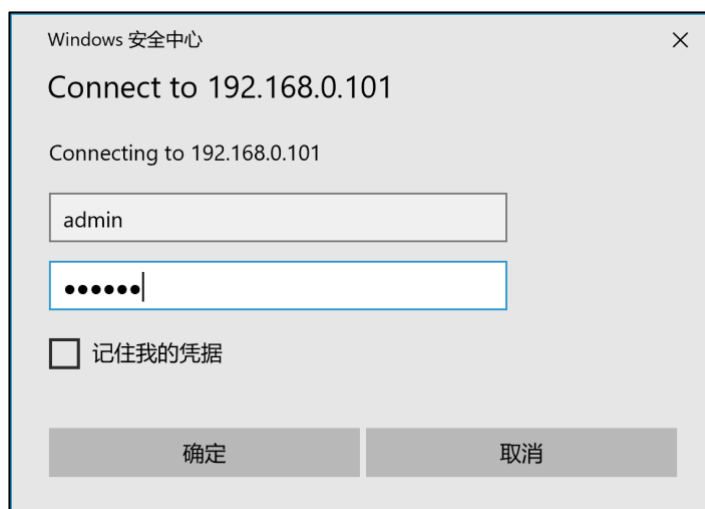 Windows 安全中心
Connect to 192.168.0.101
Connecting to 192.168.0.101
admin
●●●●●●
记住我的凭据
确定 取消